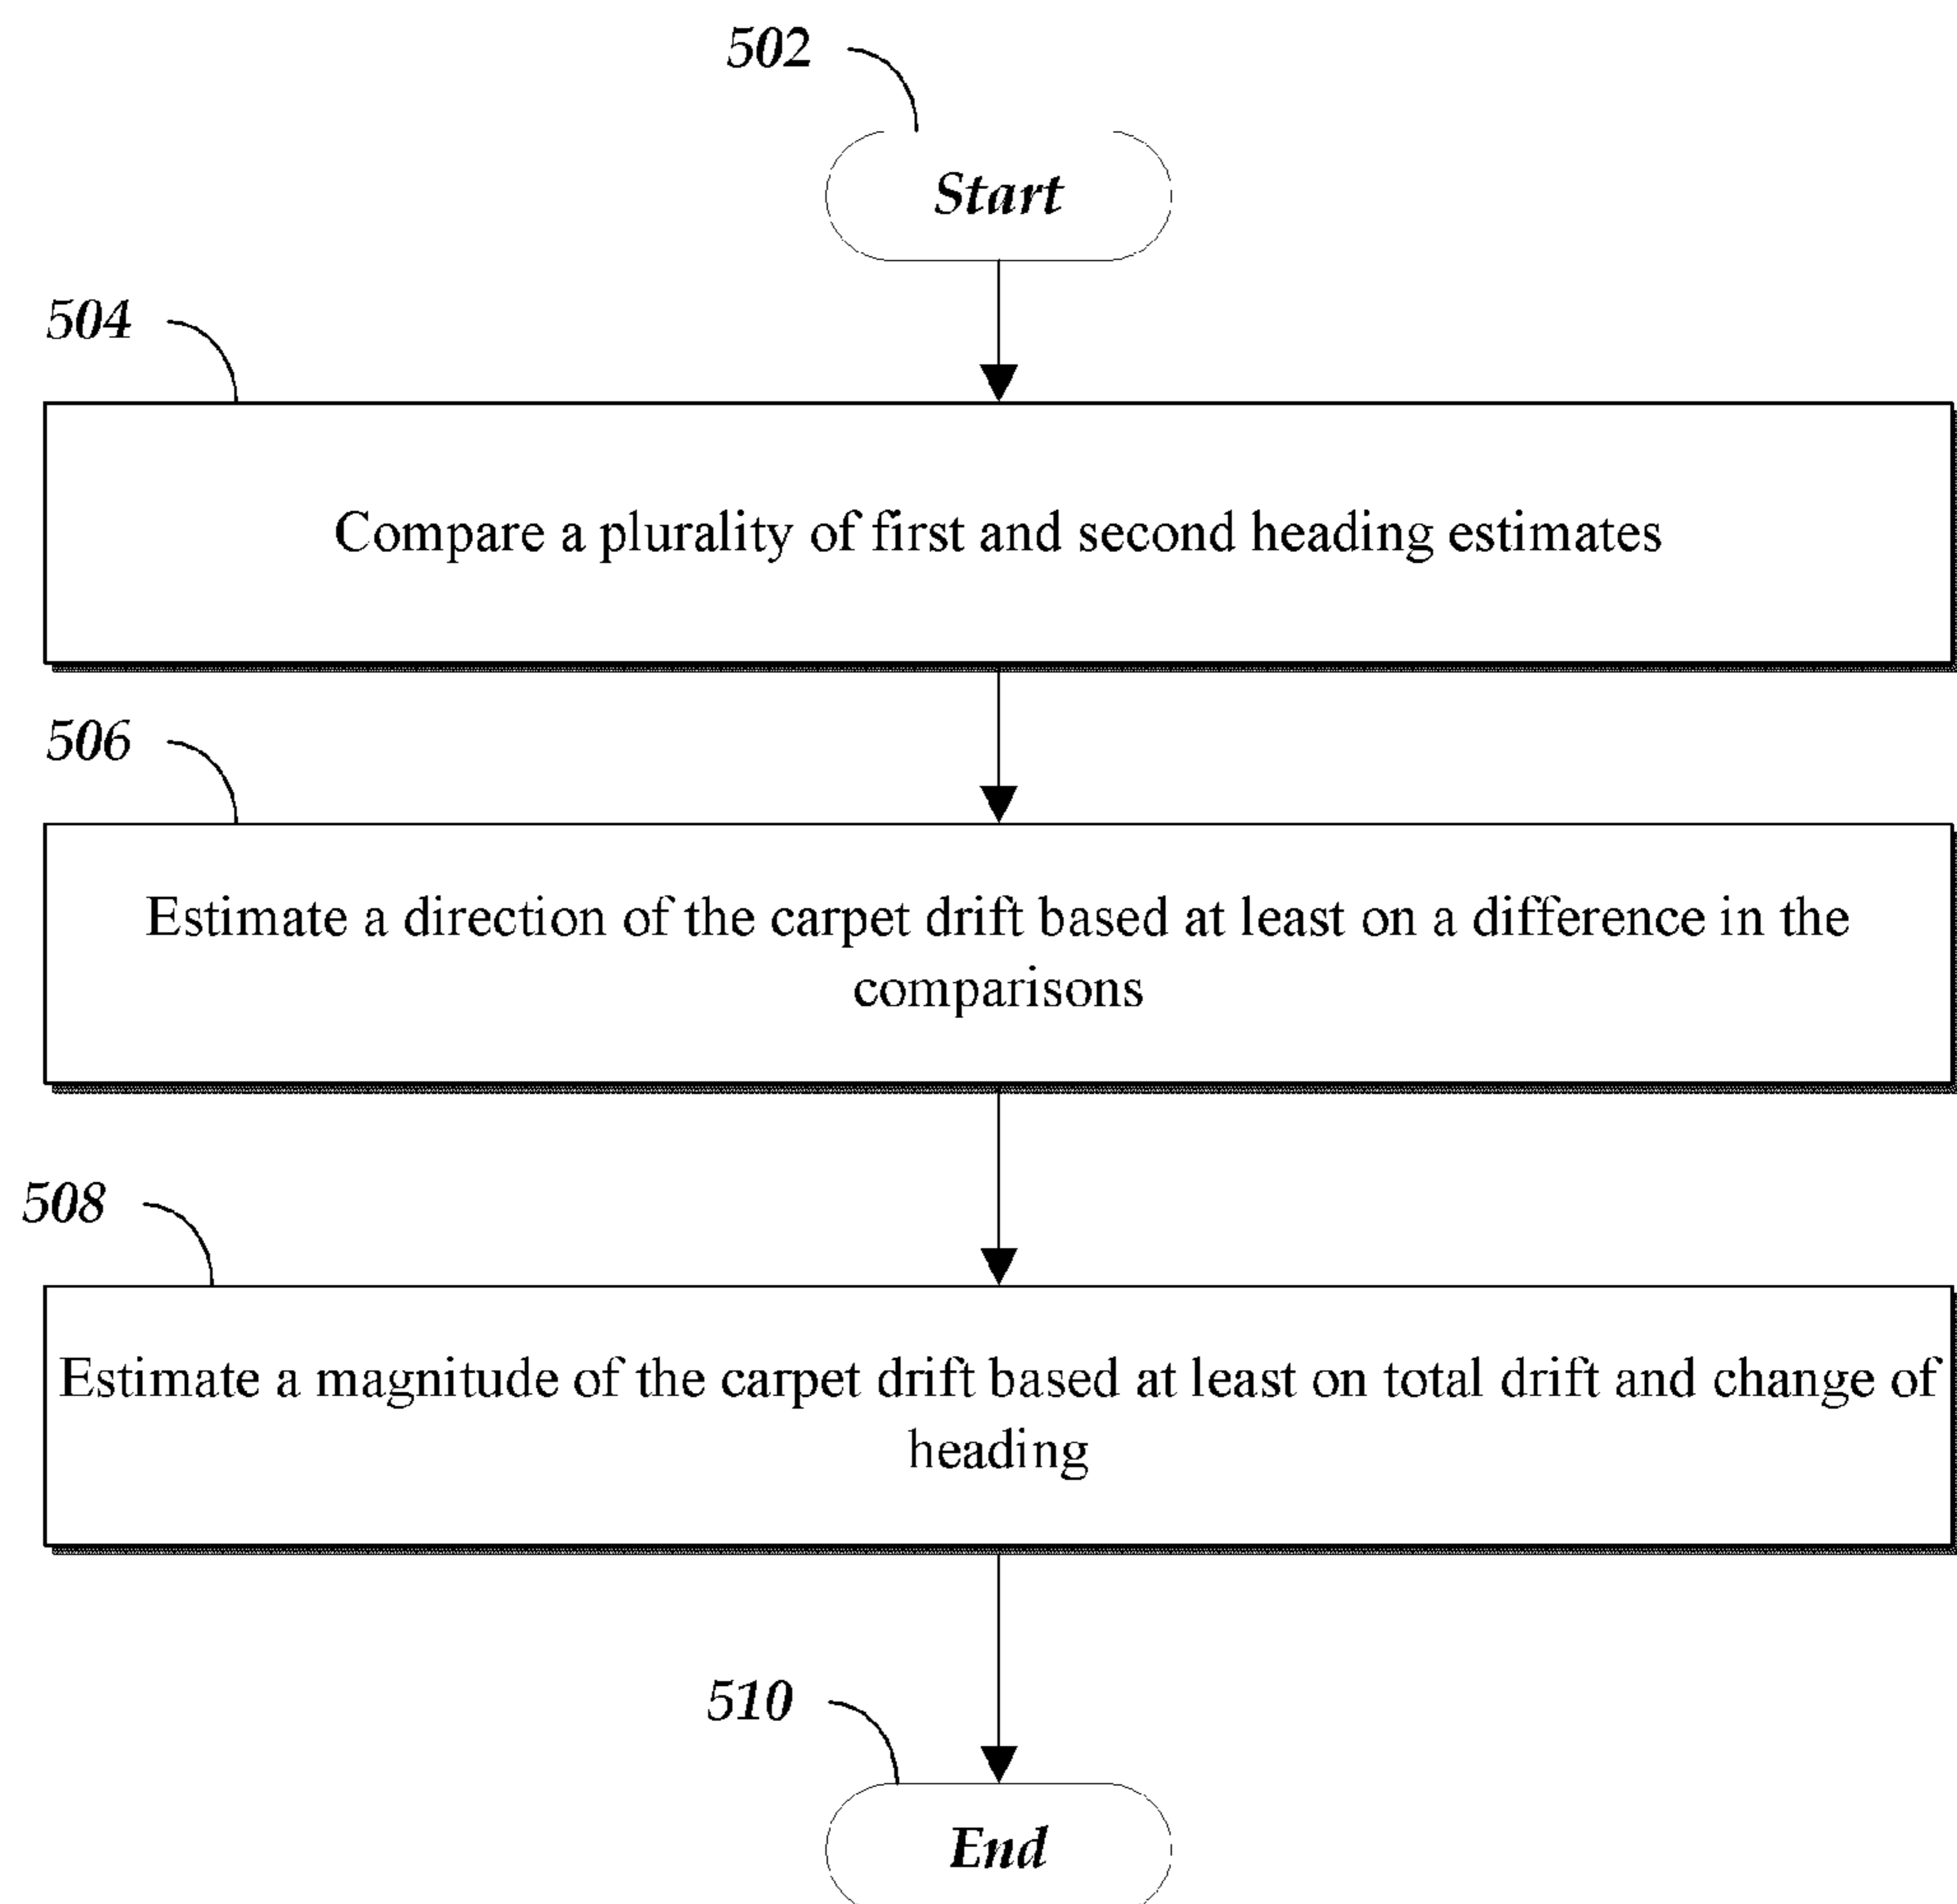 502
Start
504
Compare a plurality of first and second heading estimates
506
Estimate a direction of the carpet drift based at least on a difference in the
comparisons
508
Estimate a magnitude of the carpet drift based at least on total drift and change of
heading
510
End